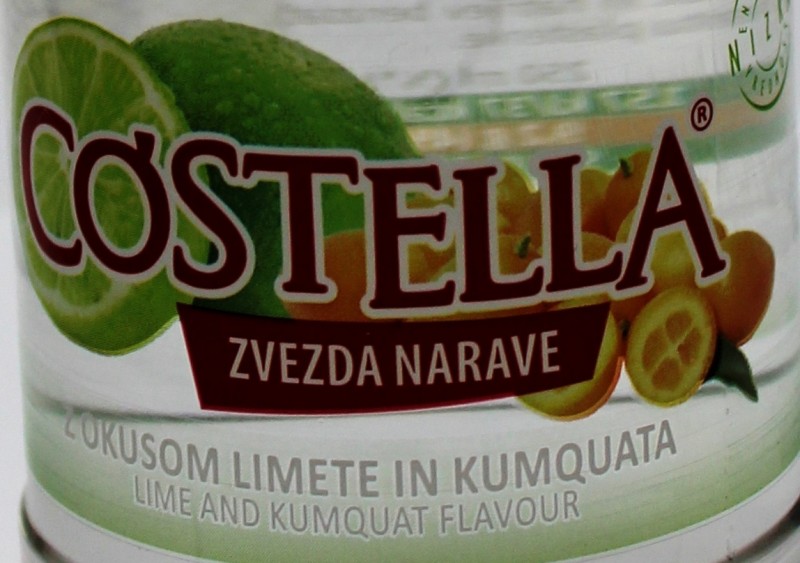 COSTELLA®
ZVEZDA NARAVE
Z OKUSOM LIMETE IN KUMQUATA
LIME AND KUMQUAT FLAVOUR